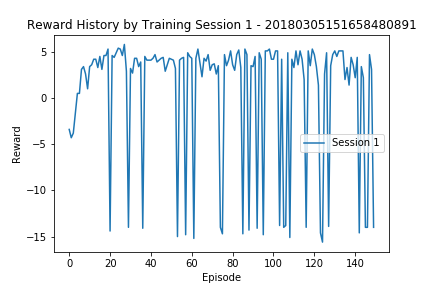 Reward History by Training Session 1 - 20180305151658480891
5
0
−5
−10
−15
Reward
Session 1
0 20 40 60 80 100 120 140
Episode